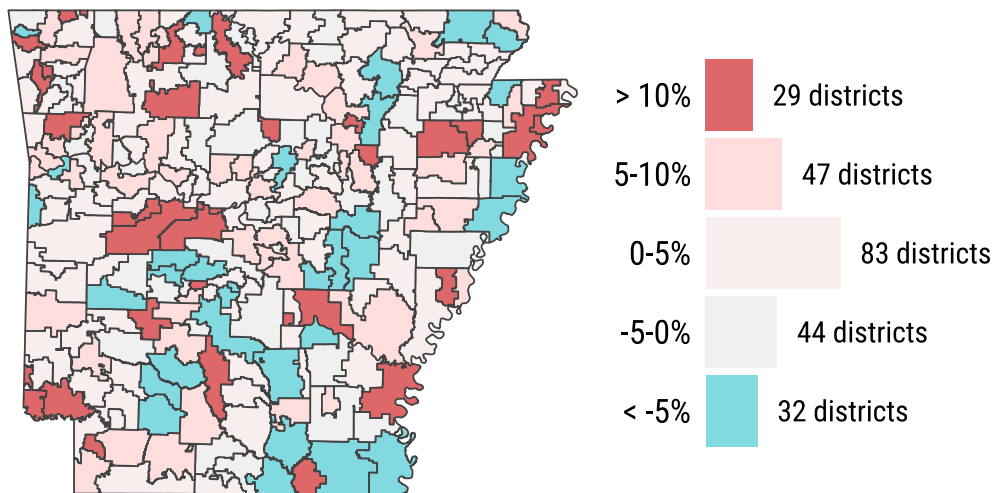 > 10% 29 districts
5-10% 47 districts
0-5% 83 districts
-5-0% 44 districts
< -5% 32 districts